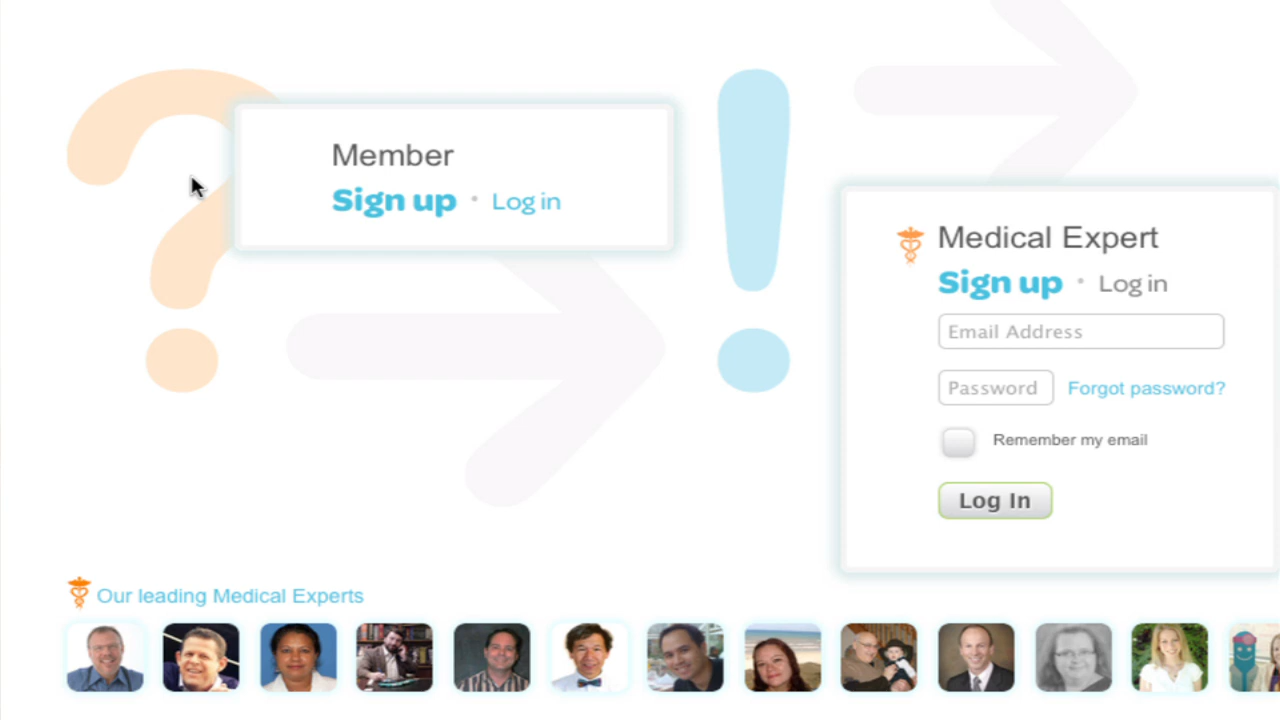 Member
Sign up • Log in
Medical Expert
Sign up • Log in
Email Address
Password Forgot password?
Remember my email
Log In
Our leading Medical Experts